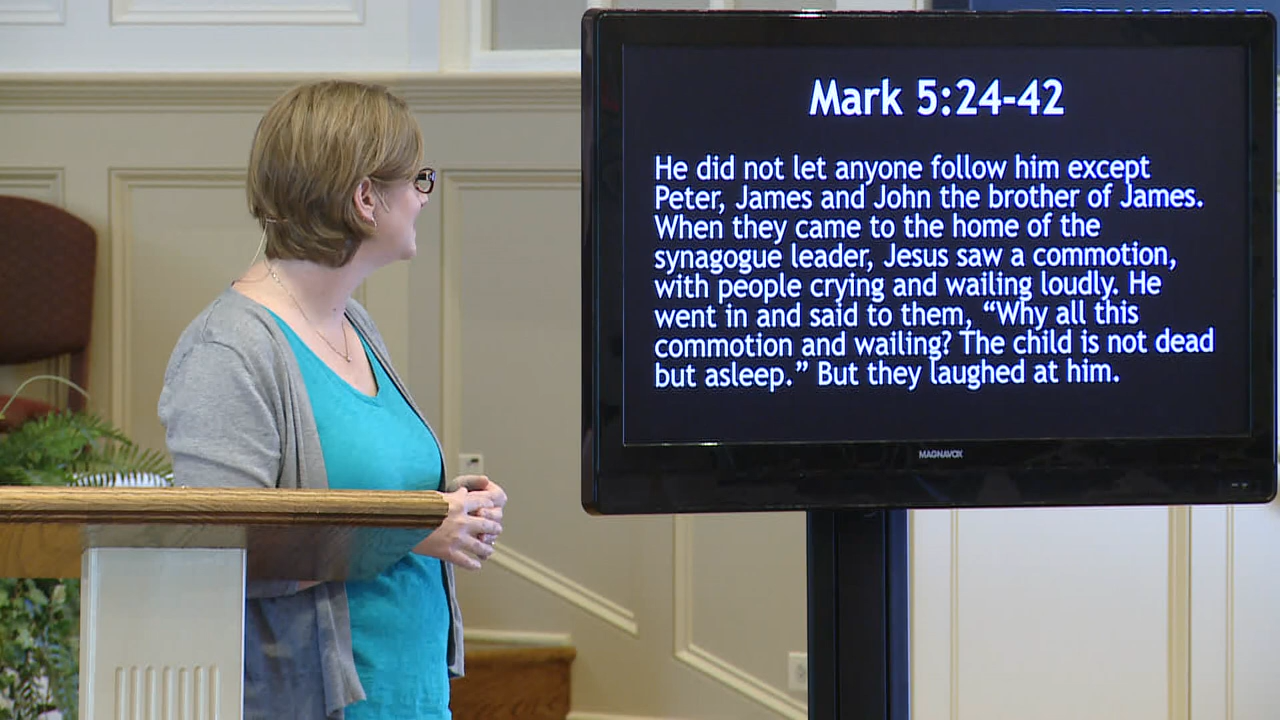 Mark 5:24-42
He did not let anyone follow him except
Peter, James and John the brother of James.
When they came to the home of the
synagogue leader, Jesus saw a commotion,
with people crying and wailing loudly. He
went in and said to them, “Why all this
commotion and wailing? The child is not dead
but asleep.” But they laughed at him.
MAGNAVOX